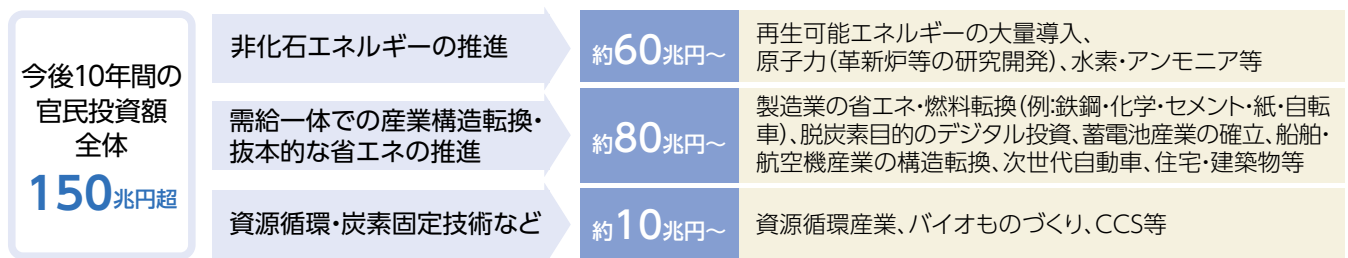 今後10年間の
官民投資額
全体
150兆円超
非化石エネルギーの推進
約60兆円～
再生可能エネルギーの大量導入、
原子力(革新炉等の研究開発)、水素・アンモニア等
需給一体での産業構造転換・
抜本的な省エネの推進
約80兆円～
製造業の省エネ・燃料転換(例:鉄鋼・化学・セメント・紙・自転
車)、脱炭素目的のデジタル投資、蓄電池産業の確立、船舶・
航空機産業の構造転換、次世代自動車、住宅・建築物等
資源循環・炭素固定技術など
約10兆円～
資源循環産業、バイオものづくり、CCS等